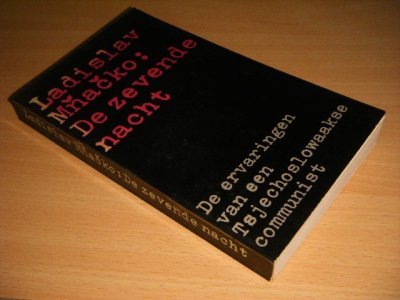 Ladislav
Mňačko:
De zevende
nacht
De ervaringen
van een
Tsjechoslowaakse
communist
Ladislav Mňačko: De zevende nacht